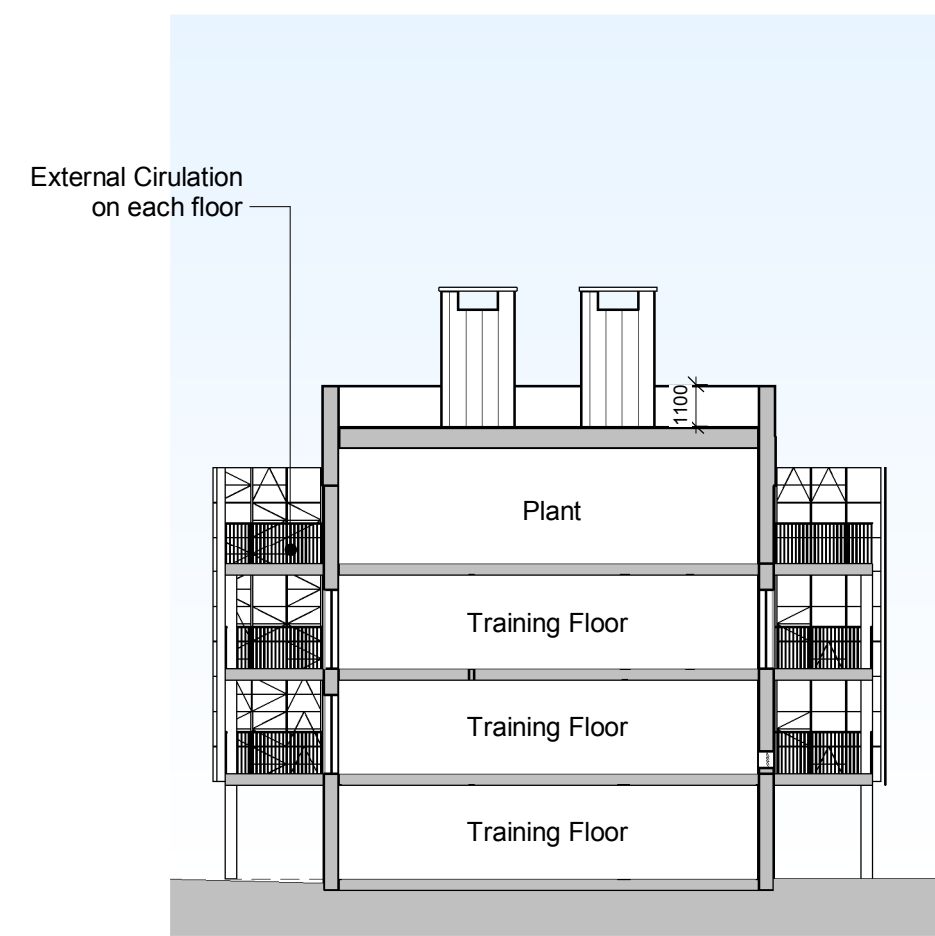 External Cirulation
on each floor
1100
Plant
Training Floor
Training Floor
Training Floor